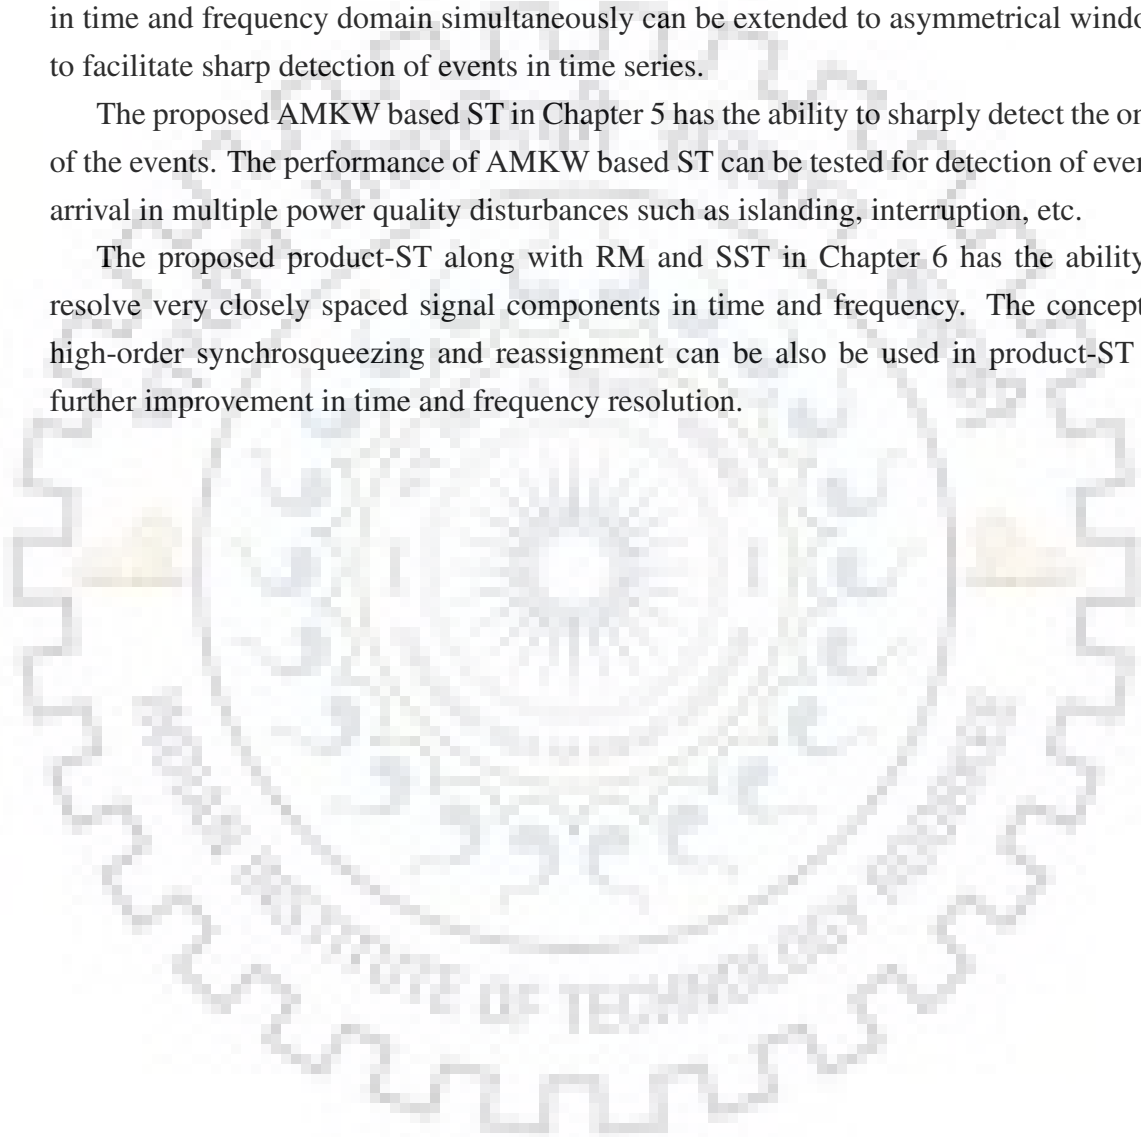 in time and frequency domain simultaneously can be extended to asymmetrical windo
to facilitate sharp detection of events in time series.
The proposed AMKW based ST in Chapter 5 has the ability to sharply detect the on
of the events. The performance of AMKW based ST can be tested for detection of even
arrival in multiple power quality disturbances such as islanding, interruption, etc.
The proposed product-ST along with RM and SST in Chapter 6 has the ability
resolve very closely spaced signal components in time and frequency. The concept
high-order synchrosqueezing and reassignment can be also be used in product-ST
further improvement in time and frequency resolution.
INSTITUTE OF TECHNOLOGY